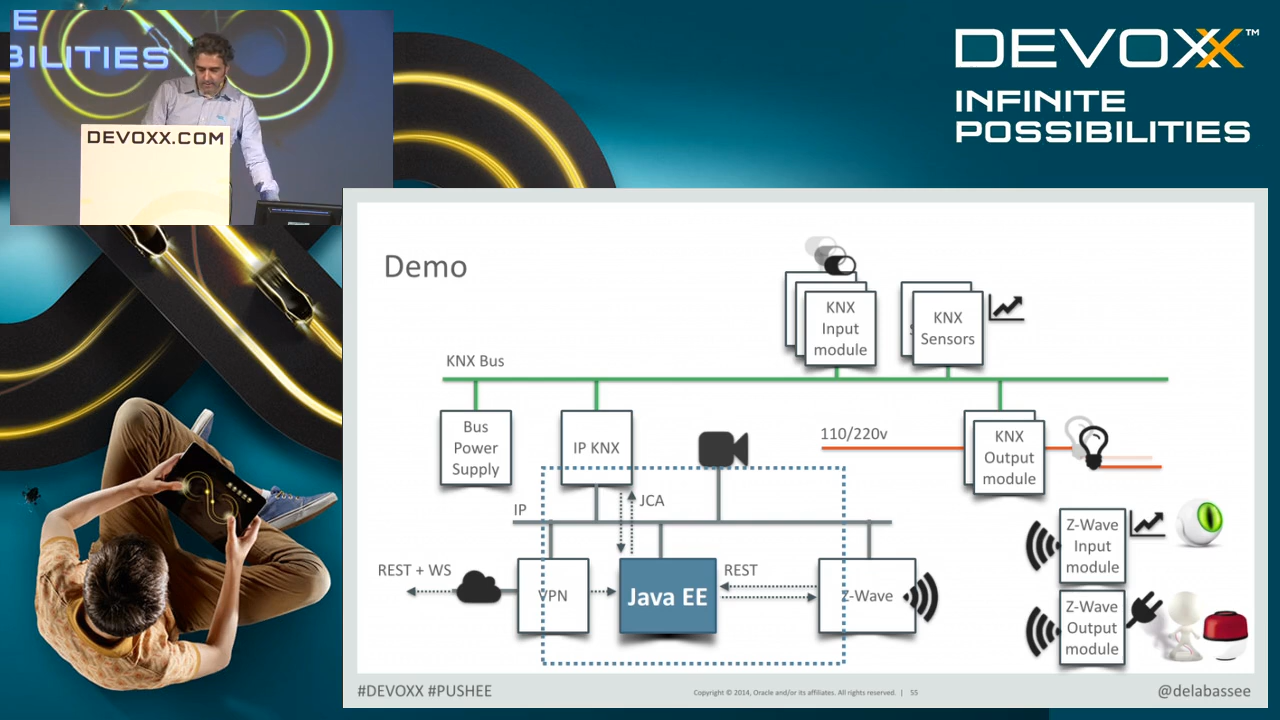 E
BILITIES
DEVOXX.COM
DEVOXX™
INFINITE
POSSIBILITIES
Demo
KNX
Input
module
KNX
Sensors
KNX Bus
Bus
Power
Supply
IP KNX
110/220v
KNX
Output
module
IP
JCA
Z-Wave
Input
module
REST + WS
VPN
Java EE
REST
Z-Wave
Z-Wave
Output
module
#DEVOXX #PUSHEE
Copyright © 2014, Oracle and/or its affiliates. All rights reserved. | 55
@delabassee